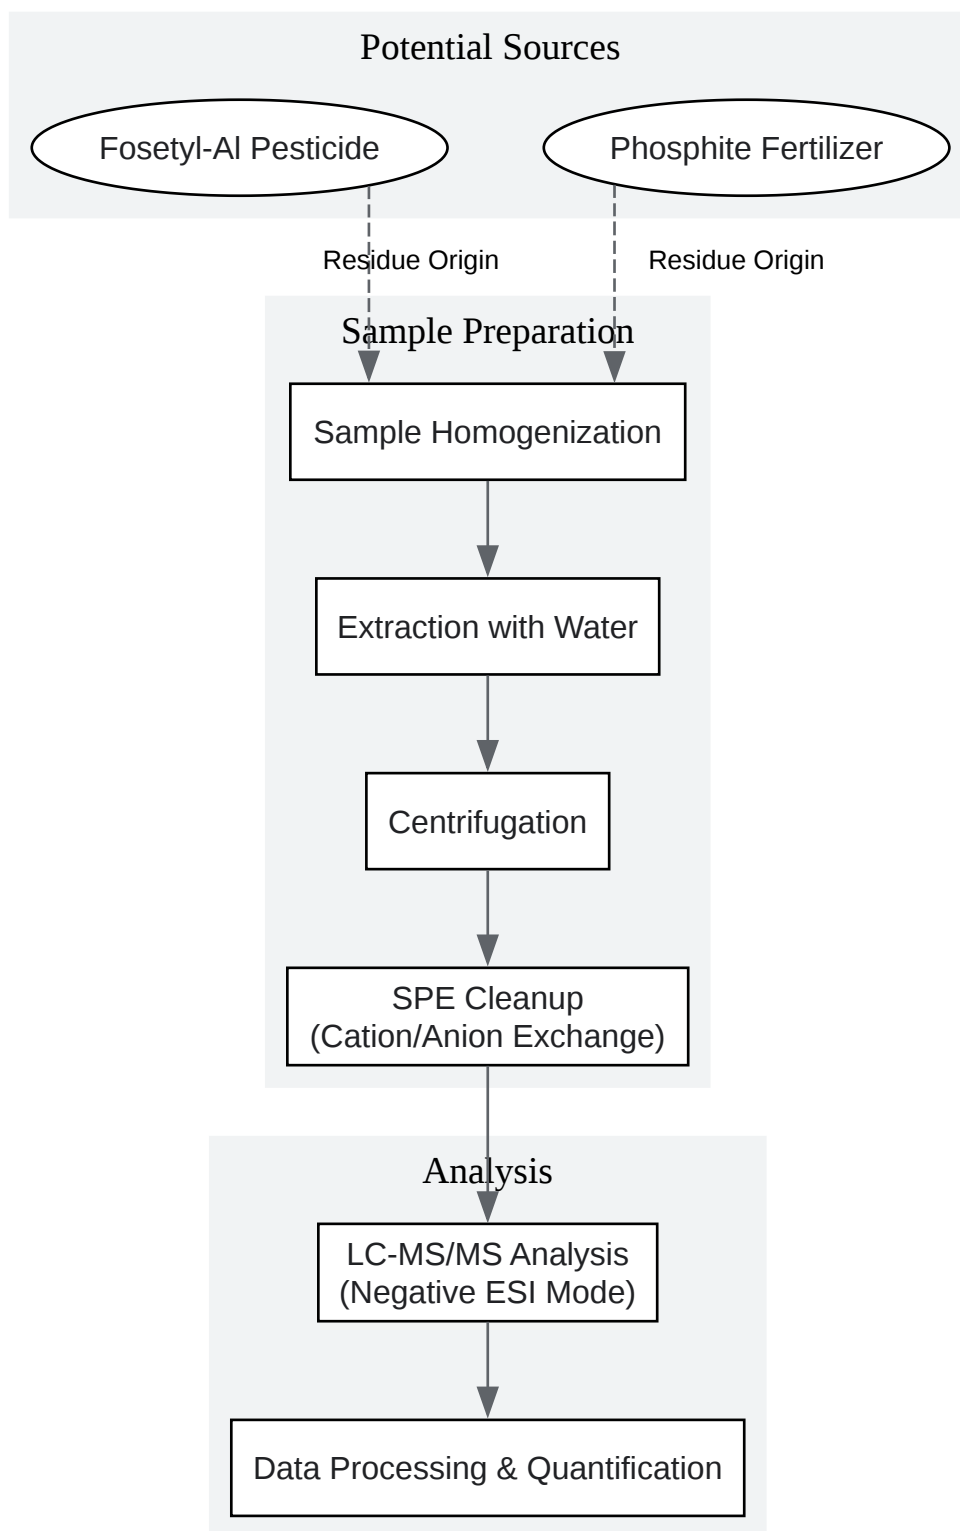 Potential Sources
Fosetyl-Al Pesticide
Phosphite Fertilizer
Residue Origin
Residue Origin
Sample Preparation
Sample Homogenization
Extraction with Water
Centrifugation
SPE Cleanup
(Cation/Anion Exchange)
Analysis
LC-MS/MS Analysis
(Negative ESI Mode)
Data Processing & Quantification